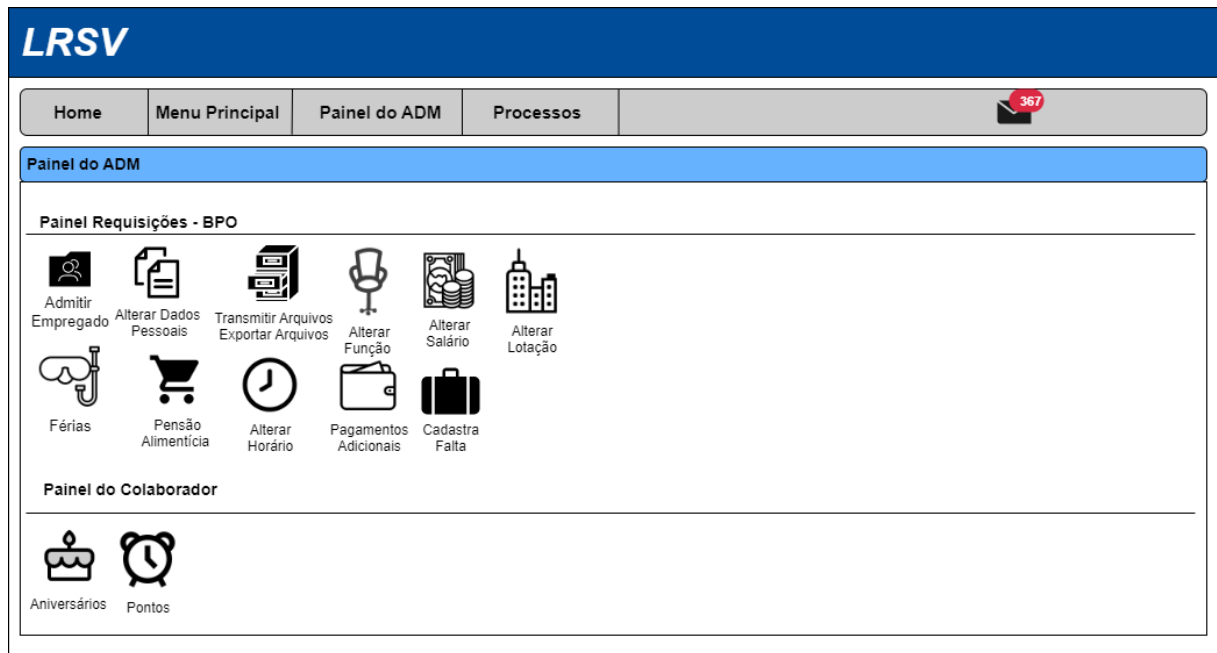 LRSV
Home
Menu Principal
Painel do ADM
Processos
367
Painel do ADM
Painel Requisições - BPO
Admitir
Empregado
Alterar Dados
Pessoais
Transmitir Arquivos
Exportar Arquivos
Alterar
Função
Alterar
Salário
Alterar
Lotação
Férias
Pensão
Alimentícia
Alterar
Horário
Pagamentos
Adicionais
Cadastra
Falta
Painel do Colaborador
Aniversários
Pontos